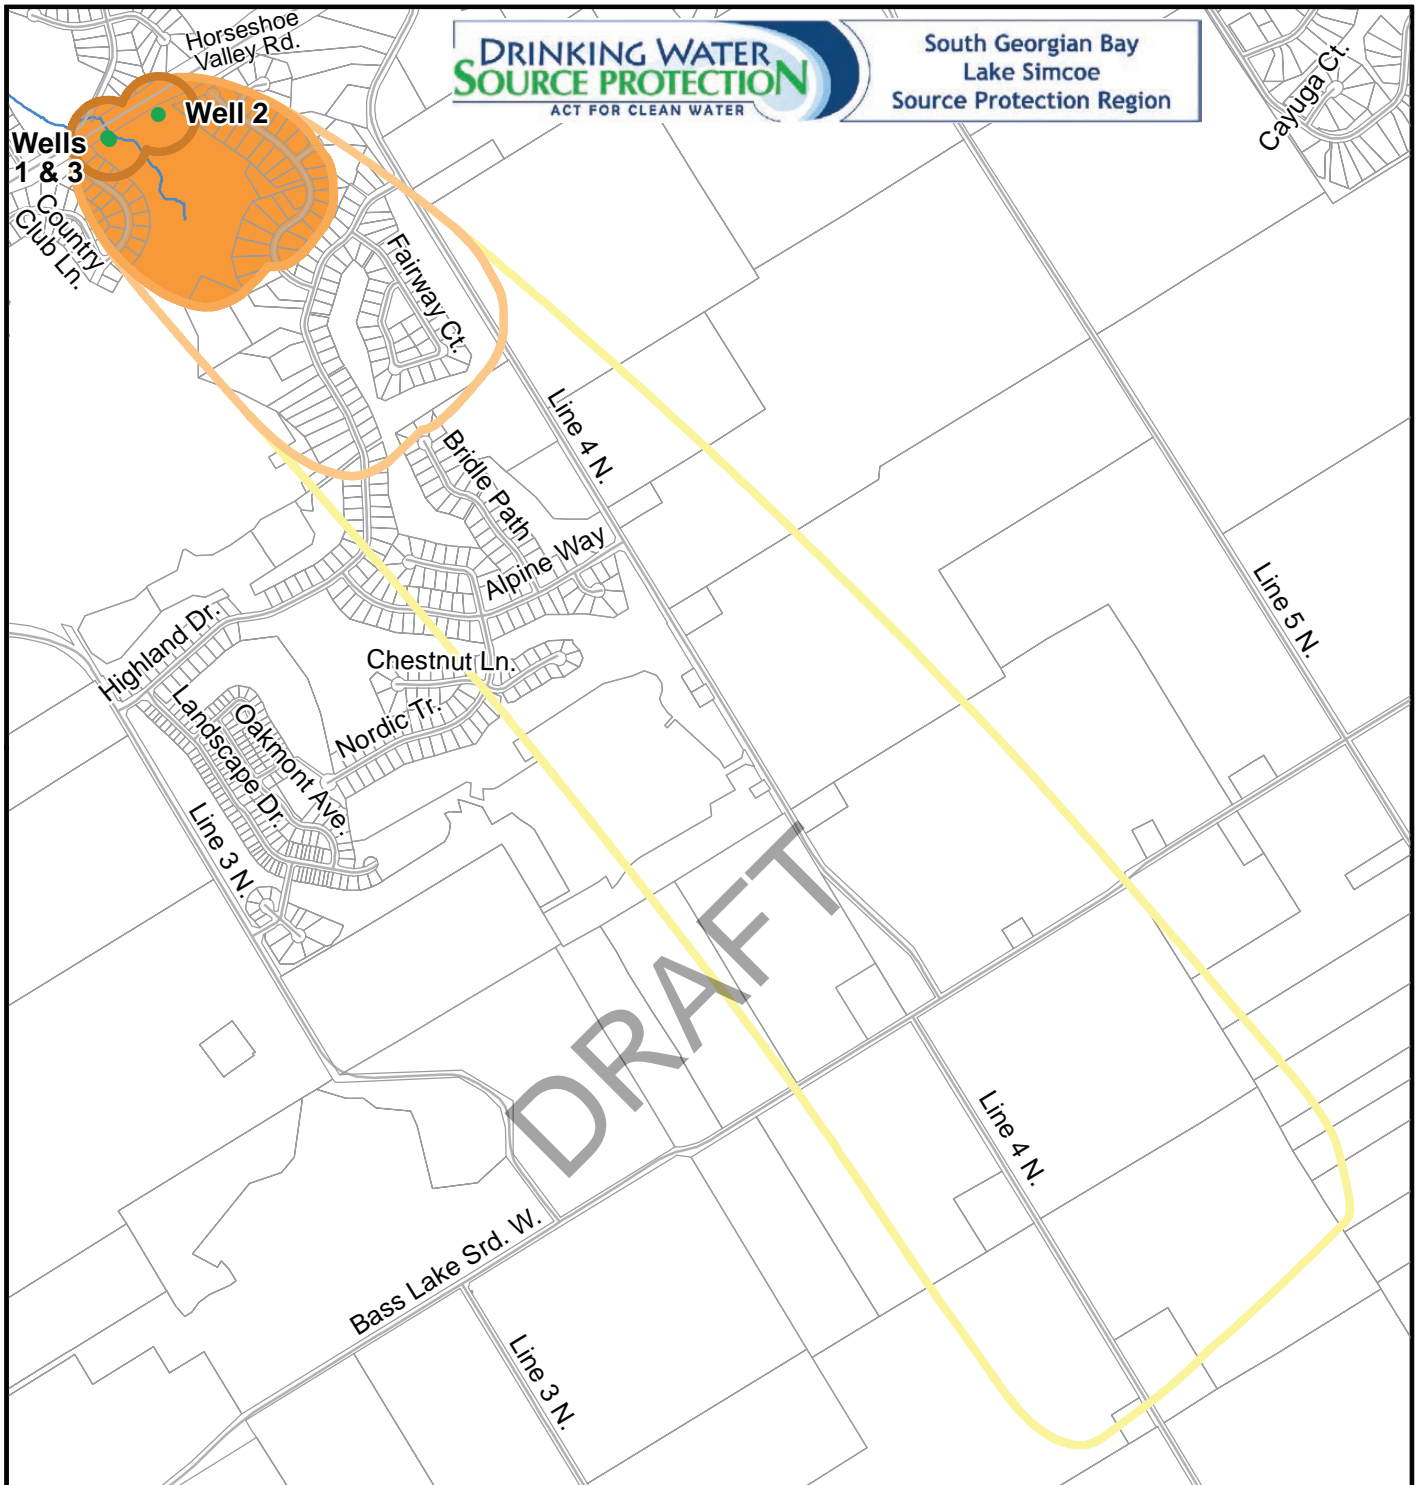 Horseshoe
Valley Rd.
DRINKING WATER
SOURCE PROTECTION
ACT FOR CLEAN WATER
South Georgian Bay
Lake Simcoe
Source Protection Region
Cayuga Ct.
Well 2
Wells
1 & 3
Country
Club Ln.
Fairway Ct.
Line 4 N.
Bridle Path
Alpine Way
Line 5 N.
Highland Dr.
Chestnut Ln.
Landscape Dr.
Oakmont Ave.
Nordic Tr.
Line 3 N.
DRAFT
Line 4 N.
Bass Lake Srd. W.
Line 3 N.